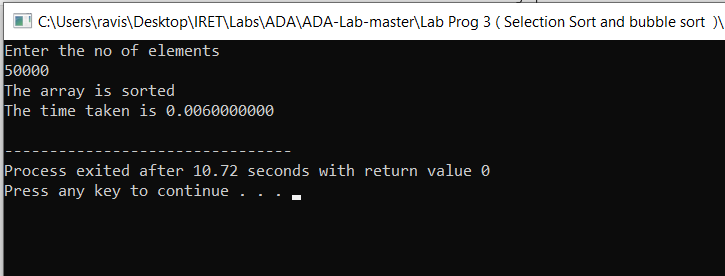 C:\Users\ravis\Desktop\IRET\Labs\ADA\ADA-Lab-master\Lab Prog 3 ( Selection Sort and bubble sort  )\
Enter the no of elements
50000
The array is sorted
The time taken is 0.0060000000
--------------------------------
Process exited after 10.72 seconds with return value 0
Press any key to continue . . .